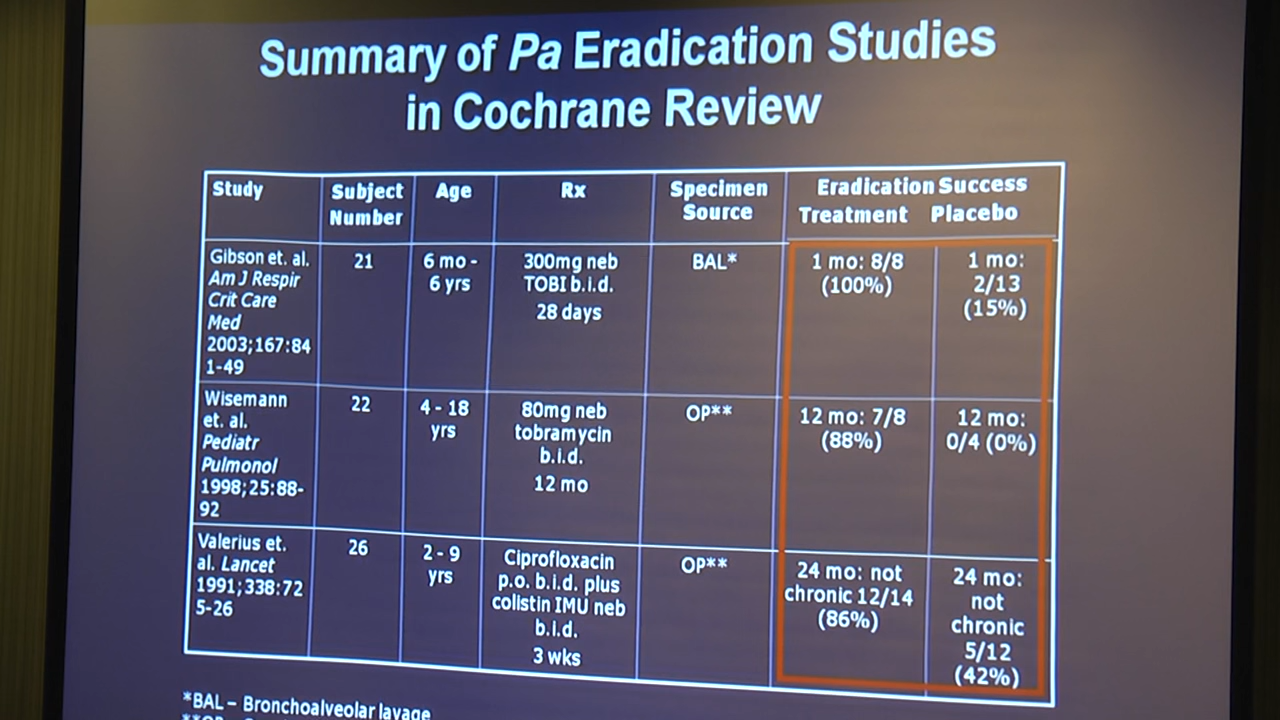 Summary of Pa Eradication Studies
in Cochrane Review
Study
Subject
Number
Age
Rx
Specimen
Source
Eradication Success
Treatment Placebo
Gibson et. al.
Am J Respir
Crit Care
Med
2003;167:84
1-49
21
6 mo -
6 yrs
300mg neb
TOBI b.i.d.
28 days
BAL*
1 mo: 8/8
(100%)
1 mo:
2/13
(15%)
Wisemann
et. al.
Pediatr
Pulmonol
1998;25:88-
92
22
4 - 18
yrs
80mg neb
tobramycin
b.i.d.
12 mo
OP**
12 mo: 7/8
(88%)
12 mo:
0/4 (0%)
Valerius et.
al. Lancet
1991;338:72
5-26
26
2 - 9
yrs
Ciprofloxacin
p.o. b.i.d. plus
colistin IMU neb
b.i.d.
3 wks
OP**
24 mo: not
chronic 12/14
(86%)
24 mo:
not
chronic
5/12
(42%)
*BAL – Bronchoalveolar lavage
**OP –